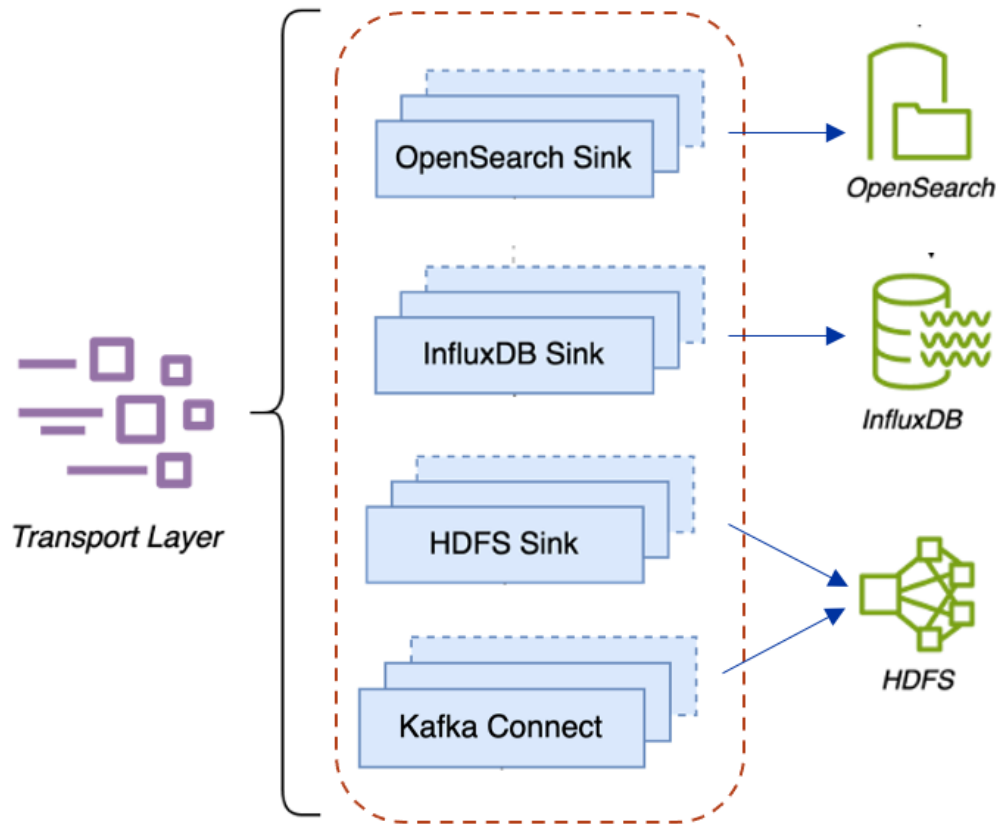 OpenSearch Sink
OpenSearch
InfluxDB Sink
InfluxDB
Transport Layer
HDFS Sink
HDFS
Kafka Connect